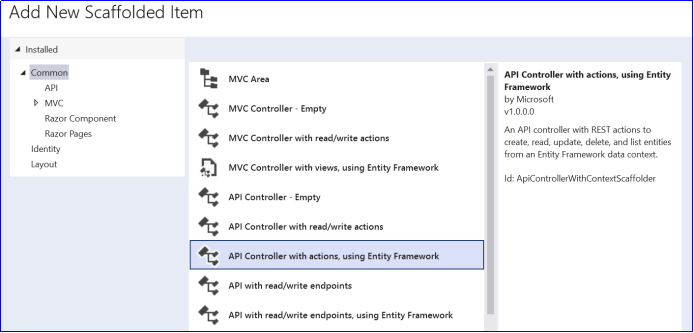 Add New Scaffolded Item
Installed
Common
API
MVC
Razor Component
Razor Pages
Identity
Layout
MVC Area
MVC Controller - Empty
MVC Controller with read/write actions
MVC Controller with views, using Entity Framework
API Controller - Empty
API Controller with read/write actions
API Controller with actions, using Entity Framework
API with read/write endpoints
API with read/write endpoints, using Entity Framework
API Controller with actions, using Entity
Framework
by Microsoft
v1.0.0.0
An API controller with REST actions to
create, read, update, delete, and list entities
from an Entity Framework data context.
Id: ApiControllerWithContextScaffolder